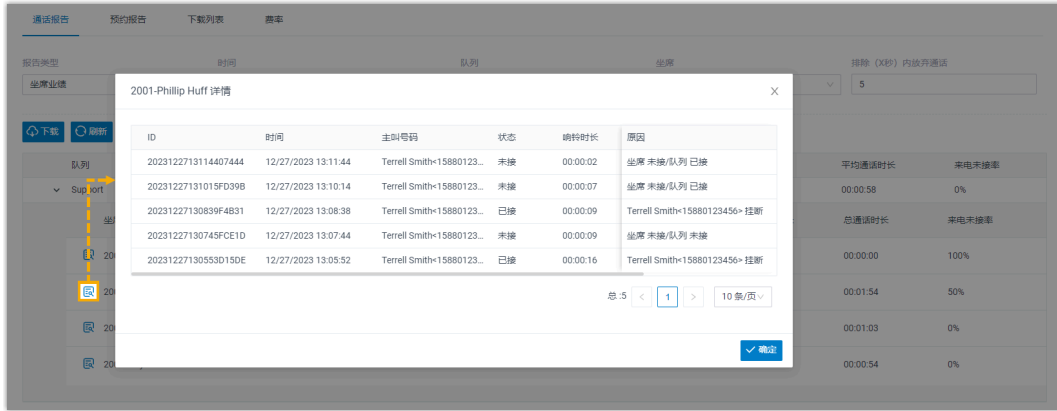 通话报告 预约报告 下载列表 费率
报告类型 时间 队列 坐席 排除（X秒）内放弃通话
坐席业绩 5
2001-Phillip Huff 详情
下载 刷新
ID 时间 主叫号码 状态 响铃时长 原因
2023122713114407444 12/27/2023 13:11:44 Terrell Smith<15880123... 未接 00:00:02 坐席 未接/队列 已接
20231227131015FD39B 12/27/2023 13:10:14 Terrell Smith<15880123... 未接 00:00:07 坐席 未接/队列 已接
20231227130839F4B31 12/27/2023 13:08:38 Terrell Smith<15880123... 已接 00:00:09 Terrell Smith<15880123456> 挂断
20231227130745FCE1D 12/27/2023 13:07:44 Terrell Smith<15880123... 未接 00:00:09 坐席 未接/队列 未接
20231227130553D15DE 12/27/2023 13:05:52 Terrell Smith<15880123... 已接 00:00:16 Terrell Smith<15880123456> 挂断
总:5 1 10 条/页
确定
队列 平均通话时长 来电未接率
Support 00:00:58 0%
总通话时长 来电未接率
00:00:00 100%
00:01:54 50%
00:01:03 0%
00:00:54 0%